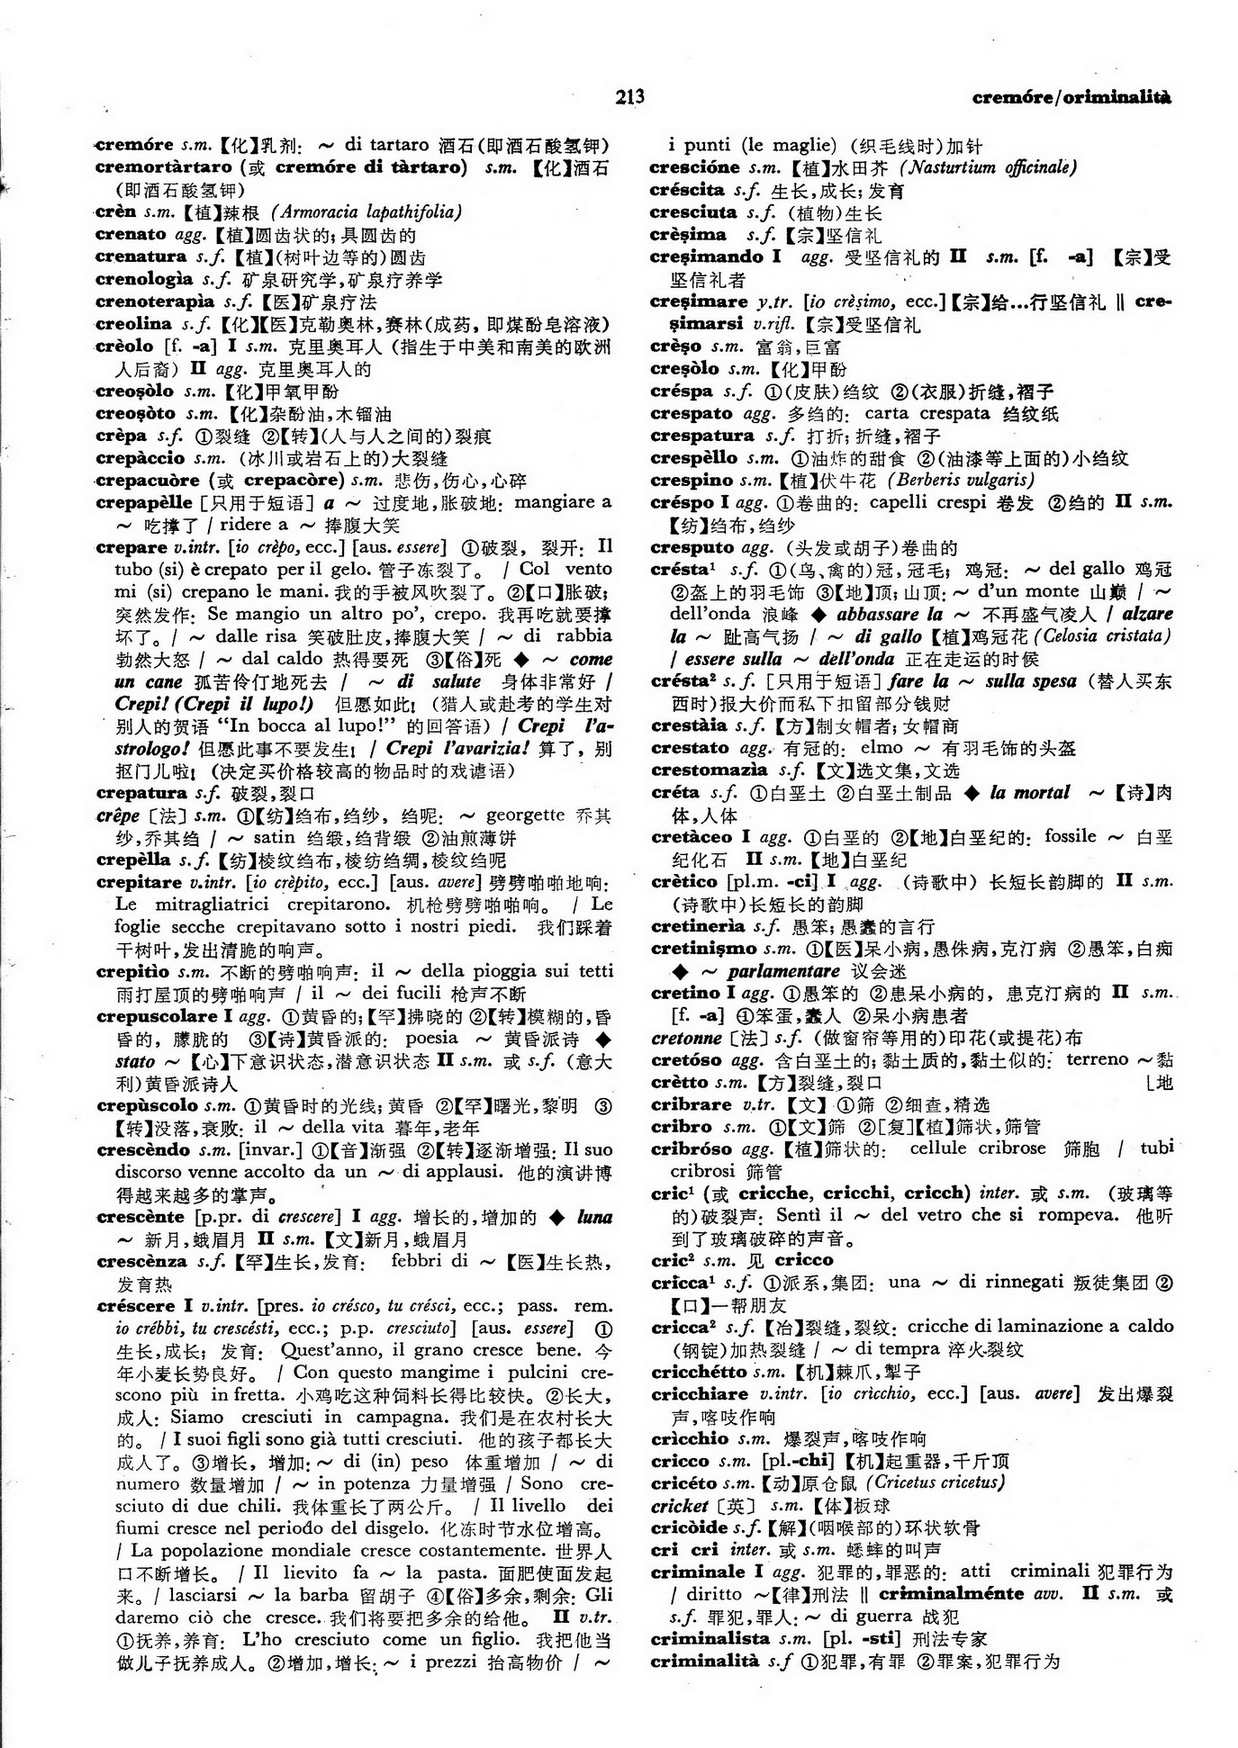 213
cremóre/oriminalità
cremóre s.m.【化】乳剂: ～ di tartaro 酒石(即酒石酸氢钾)
cremortàrtaro (或 cremóre di tàrtaro) s.m. 【化】酒石
(即酒石酸氢钾)
crèn s.m.【植】辣根 (Armoracia lapathifolia)
crenato agg.【植】圆齿状的; 具圆齿的
crenatura s.f.【植】(树叶边等的)圆齿
crenologìa s.f. 矿泉研究学,矿泉疗养学
crenoterapìa s.f.【医】矿泉疗法
creolina s.f.【化】【医】克勒奥林,赛林(成药, 即煤酚皂溶液)
crèolo [f. -a] I s.m. 克里奥耳人 (指生于中美和南美的欧洲
人后裔) II agg. 克里奥耳人的
creoṣòlo s.m.【化】甲氧甲酚
creoṣòto s.m.【化】杂酚油,木镏油
crèpa s.f. ①裂缝 ②【转】(人与人之间的)裂痕
crepàccio s.m. (冰川或岩石上的)大裂缝
crepacuòre (或 crepacòre) s.m. 悲伤,伤心,心碎
crepapèlle [只用于短语] a ～ 过度地,胀破地: mangiare a
～ 吃撑了 / ridere a ～ 捧腹大笑
crepare v.intr. [io crèpo, ecc.] [aus. essere] ①破裂, 裂开: Il
tubo (si) è crepato per il gelo. 管子冻裂了。 / Col vento
mi (si) crepano le mani. 我的手被风吹裂了。②【口】胀破;
突然发作: Se mangio un altro po', crepo. 我再吃就要撑
坏了。/ ～ dalle risa 笑破肚皮,捧腹大笑 / ～ di rabbia
勃然大怒 / ～ dal caldo 热得要死 ③【俗】死 ◆ ～ come
un cane 孤苦伶仃地死去 / ～ di salute 身体非常好 /
Crepi! (Crepi il lupo!) 但愿如此! (猎人或赴考的学生对
别人的贺语 “In bocca al lupo!” 的回答语) / Crepi l'a-
strologo! 但愿此事不要发生! / Crepi l'avarizia! 算了, 别
抠门儿啦! (决定买价格较高的物品时的戏谑语)
crepatura s.f. 破裂,裂口
crêpe [法] s.m. ①【纺】绉布,绉纱, 绉呢: ～ georgette 乔其
纱,乔其绉 / ～ satin 绉缎,绉背缎 ②油煎薄饼
crepèlla s.f.【纺】棱纹绉布,棱纺绉绸,棱纹绉呢
crepitare v.intr. [io crèpito, ecc.] [aus. avere] 劈劈啪啪地响:
Le mitragliatrici crepitarono. 机枪劈劈啪啪响。 / Le
foglie secche crepitavano sotto i nostri piedi. 我们踩着
干树叶,发出清脆的响声。
crepitìo s.m. 不断的劈啪响声: il ～ della pioggia sui tetti
雨打屋顶的劈啪响声 / il ～ dei fucili 枪声不断
crepuscolare I agg. ①黄昏的;【罕】拂晓的 ②【转】模糊的,昏
昏的, 朦胧的 ③【诗】黄昏派的: poesia ～ 黄昏派诗 ◆
stato ～【心】下意识状态,潜意识状态 II s.m. 或 s.f. (意大
利)黄昏派诗人
crepùscolo s.m. ①黄昏时的光线; 黄昏 ②【罕】曙光,黎明 ③
【转】没落,衰败: il ～ della vita 暮年,老年
crescèndo s.m. [invar.] ①【音】渐强 ②【转】逐渐增强: Il suo
discorso venne accolto da un ～ di applausi. 他的演讲博
得越来越多的掌声。
crescènte [p.pr. di crescere] I agg. 增长的,增加的 ◆ luna
～ 新月,蛾眉月 II s.m.【文】新月,蛾眉月
crescènza s.f.【罕】生长,发育: febbri di ～【医】生长热,
发育热
créscere I v.intr. [pres. io crésco, tu crésci, ecc.; pass. rem.
io crébbi, tu crescésti, ecc.; p.p. cresciuto] [aus. essere] ①
生长,成长; 发育: Quest'anno, il grano cresce bene. 今
年小麦长势良好。 / Con questo mangime i pulcini cre-
scono più in fretta. 小鸡吃这种饲料长得比较快。②长大,
成人: Siamo cresciuti in campagna. 我们是在农村长大
的。 / I suoi figli sono già tutti cresciuti. 他的孩子都长大
成人了。③增长, 增加: ～ di (in) peso 体重增加 / ～ di
numero 数量增加 / ～ in potenza 力量增强 / Sono cre-
sciuto di due chili. 我体重长了两公斤。 / Il livello dei
fiumi cresce nel periodo del disgelo. 化冻时节水位增高。
/ La popolazione mondiale cresce costantemente. 世界人
口不断增长。 / Il lievito fa ～ la pasta. 面肥使面发起
来。/ lasciarsi ～ la barba 留胡子 ④【俗】多余,剩余: Gli
daremo ciò che cresce. 我们将要把多余的给他。 II v.tr.
①抚养,养育: L'ho cresciuto come un figlio. 我把他当
做儿子抚养成人。②增加,增长: ～ i prezzi 抬高物价 / ～
i punti (le maglie) (织毛线时)加针
crescióne s.m.【植】水田芥 (Nasturtium officinale)
créscita s.f. 生长,成长; 发育
cresciuta s.f. (植物)生长
crèṣima s.f.【宗】坚信礼
creṣimando I agg. 受坚信礼的 II s.m. [f. -a] 【宗】受
坚信礼者
creṣimare y.tr. [io crèṣimo, ecc.]【宗】给...行坚信礼 ‖ cre-
ṣimarsi v.rifl.【宗】受坚信礼
crèṣo s.m. 富翁,巨富
creṣòlo s.m.【化】甲酚
créspa s.f. ①(皮肤)绉纹 ②(衣服)折缝,褶子
crespato agg. 多绉的: carta crespata 绉纹纸
crespatura s.f. 打折; 折缝,褶子
crespèllo s.m. ①油炸的甜食 ②(油漆等上面的)小绉纹
crespino s.m.【植】伏牛花 (Berberis vulgaris)
créspo I agg. ①卷曲的: capelli crespi 卷发 ②绉的 II s.m.
【纺】绉布,绉纱
cresputo agg. (头发或胡子)卷曲的
crésta¹ s.f. ①(鸟、禽的)冠,冠毛; 鸡冠: ～ del gallo 鸡冠
②盔上的羽毛饰 ③【地】顶; 山顶: ～ d'un monte 山巅 / ～
dell'onda 浪峰 ◆ abbassare la ～ 不再盛气凌人 / alzare
la ～ 趾高气扬 / ～ di gallo【植】鸡冠花 (Celosia cristata)
/ essere sulla ～ dell'onda 正在走运的时候
crésta² s.f. [只用于短语] fare la ～ sulla spesa (替人买东
西时)报大价而私下扣留部分钱财
crestàia s.f.【方】制女帽者; 女帽商
crestato agg. 有冠的: elmo ～ 有羽毛饰的头盔
crestomazìa s.f.【文】选文集,文选
créta s.f. ①白垩土 ②白垩土制品 ◆ la mortal ～【诗】肉
体,人体
cretàceo I agg. ①白垩的 ②【地】白垩纪的: fossile ～ 白垩
纪化石 II s.m.【地】白垩纪
crètico [pl.m. -ci] I agg. (诗歌中) 长短长韵脚的 II s.m.
(诗歌中)长短长的韵脚
cretinerìa s.f. 愚笨; 愚蠢的言行
cretiniṣmo s.m. ①【医】呆小病,愚侏病,克汀病 ②愚笨,白痴
◆ ～ parlamentare 议会迷
cretino I agg. ①愚笨的 ②患呆小病的, 患克汀病的 II s.m.
[f. -a] ①笨蛋,蠢人 ②呆小病患者
cretonne [法] s.f. (做窗帘等用的)印花(或提花)布
cretóso agg. 含白垩土的; 黏土质的,黏土似的: terreno ～黏
crètto s.m.【方】裂缝,裂口 ⌊地
cribrare v.tr.【文】①筛 ②细查,精选
cribro s.m. ①【文】筛 ②[复]【植】筛状,筛管
cribróso agg.【植】筛状的: cellule cribrose 筛胞 / tubi
cribrosi 筛管
cric¹ (或 cricche, cricchi, cricch) inter. 或 s.m. (玻璃等
的)破裂声: Sentì il ～ del vetro che si rompeva. 他听
到了玻璃破碎的声音。
cric² s.m. 见 cricco
cricca¹ s.f. ①派系,集团: una ～ di rinnegati 叛徒集团 ②
【口】一帮朋友
cricca² s.f.【冶】裂缝,裂纹: cricche di laminazione a caldo
(钢锭)加热裂缝 / ～ di tempra 淬火裂纹
cricchétto s.m.【机】棘爪,掣子
cricchiare v.intr. [io cricchio, ecc.] [aus. avere] 发出爆裂
声,喀吱作响
crìcchio s.m. 爆裂声,喀吱作响
cricco s.m. [pl.-chi]【机】起重器,千斤顶
cricéto s.m.【动】原仓鼠 (Cricetus cricetus)
cricket [英] s.m.【体】板球
cricòide s.f.【解】(咽喉部的)环状软骨
cri cri inter. 或 s.m. 蟋蟀的叫声
criminale I agg. 犯罪的,罪恶的: atti criminali 犯罪行为
/ diritto ～【律】刑法 ‖ criminalménte avv. II s.m. 或
s.f. 罪犯,罪人: ～ di guerra 战犯
criminalista s.m. [pl. -sti] 刑法专家
criminalità s.f ①犯罪,有罪 ②罪案,犯罪行为